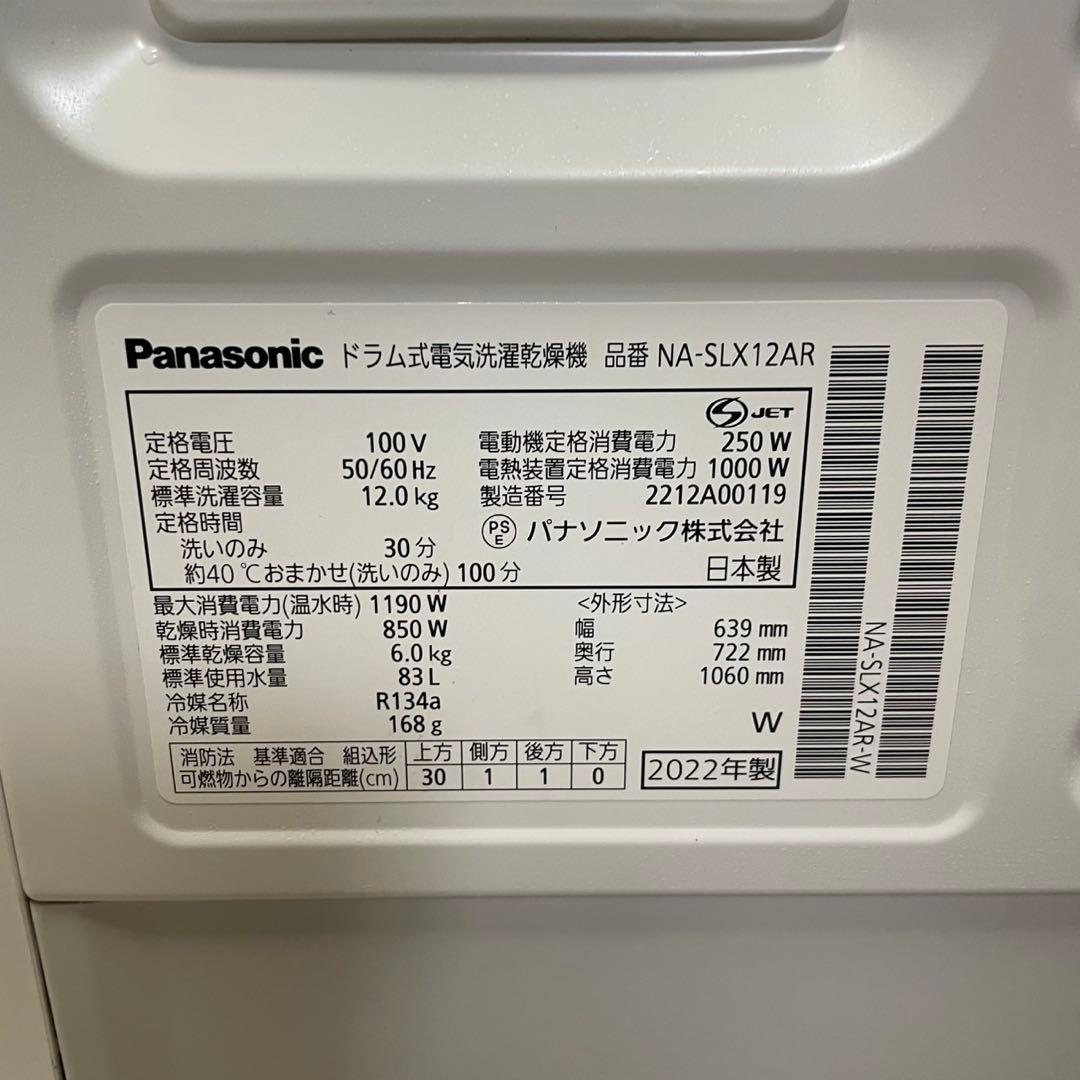 Panasonic ドラム式電気洗濯乾燥機 品番 NA-SLX12AR
S JET
定格電圧 100 V 電動機定格消費電力 250 W
定格周波数 50/60 Hz 電熱装置定格消費電力 1000 W
標準洗濯容量 12.0 kg 製造番号 2212A00119
定格時間
PS E パナソニック株式会社
洗いのみ 30 分
約40 ℃おまかせ(洗いのみ) 100 分 日本製
最大消費電力(温水時) 1190 W <外形寸法>
乾燥時消費電力 850 W 幅 639 mm
標準乾燥容量 6.0 kg 奥行 722 mm
標準使用水量 83 L 高さ 1060 mm
冷媒名称 R134a
冷媒質量 168 g W
消防法 基準適合 組込形 上方 側方 後方 下方
可燃物からの離隔距離(cm) 30 1 1 0
2022年製
NA-SLX12AR-W